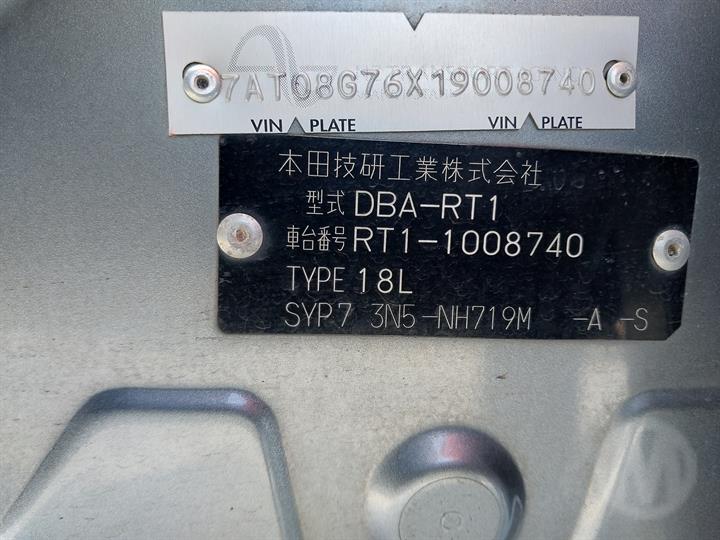 7AT08G76X19008740
VIN PLATE VIN PLATE
本田技研工業株式会社
型式 DBA-RT1
車台番号 RT1-1008740
TYPE 18L
SYP7 3N5-NH719M -A -S
M